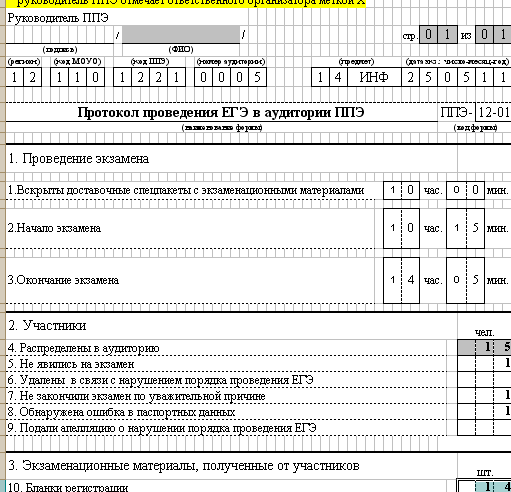 руководитель ППЭ отмечает ответственного организатора меткой X
Руководитель ППЭ / /
(подпись) (ФИО)
стр. 0 1 из 0 1
(регион) (код МОУО) (код ППЭ) (номер аудитории) (предмет) (дата экз.: число-месяц-год)
1 2 1 1 0 1 2 2 1 0 0 0 5 1 4 ИНФ 2 5 0 5 1
Протокол проведения ЕГЭ в аудитории ППЭ ППЭ- 12-01
(наименование формы) (код формы)
1. Проведение экзамена
1.Вскрыты доставочные спецпакеты с экзаменационными материалами 1 0 час. 0 0 мин.
2.Начало экзамена 1 0 час. 1 5 мин.
3.Окончание экзамена 1 4 час. 0 5 мин.
2. Участники
чел.
4. Распределены в аудиторию 1 5
5. Не явились на экзамен 1
6. Удалены в связи с нарушением порядка проведения ЕГЭ
7. Не закончили экзамен по уважительной причине 1
8. Обнаружена ошибка в паспортных данных 1
9. Подали апелляцию о нарушении порядка проведения ЕГЭ
3. Экзаменационные материалы, полученные от участников
шт.
10. Бланки регистрации 1 4